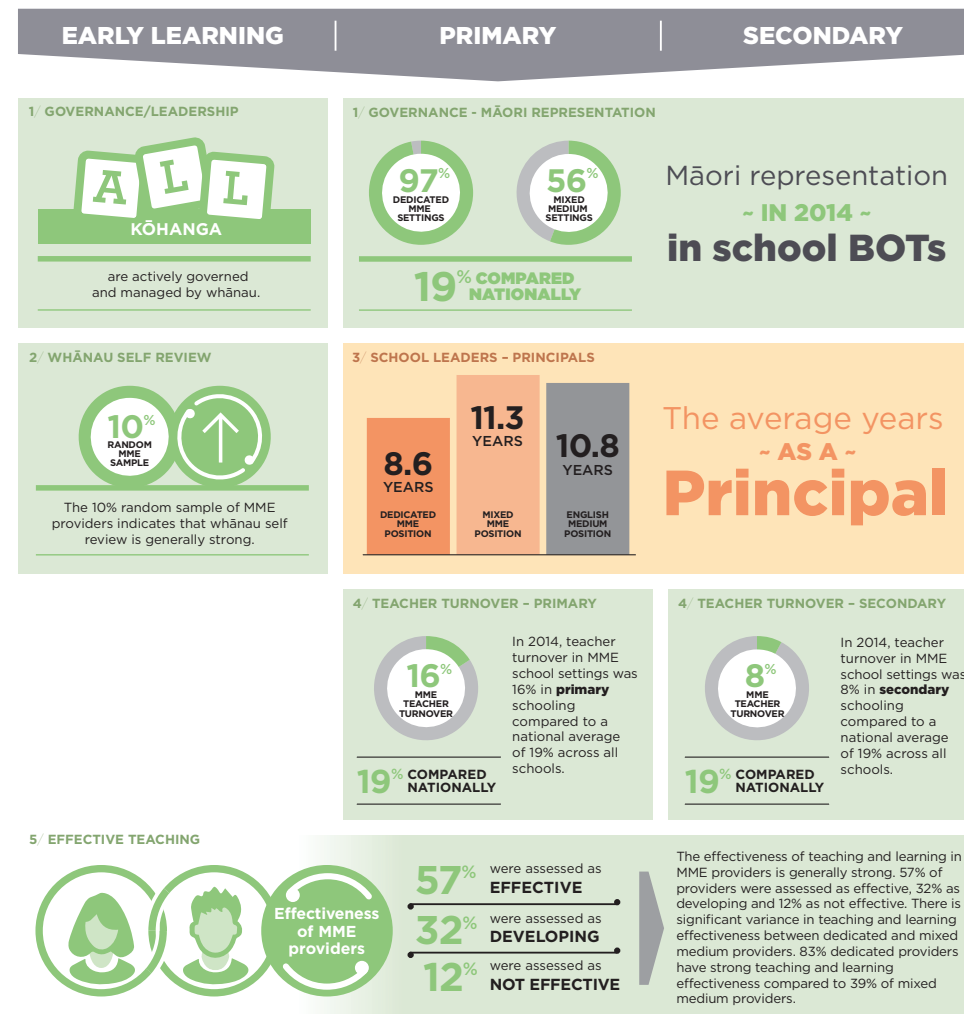 EARLY LEARNING
PRIMARY
SECONDARY
1/ GOVERNANCE/LEADERSHIP
A L L
KŌHANGA
are actively governed
and managed by whānau.
1/ GOVERNANCE - MĀORI REPRESENTATION
97%
DEDICATED
MME
SETTINGS
56%
MIXED
MEDIUM
SETTINGS
19% COMPARED
NATIONALLY
Māori representation
~ IN 2014 ~
in school BOTs
2/ WHĀNAU SELF REVIEW
10%
RANDOM
MME
SAMPLE
The 10% random sample of MME
providers indicates that whānau self
review is generally strong.
3/ SCHOOL LEADERS – PRINCIPALS
8.6
YEARS
DEDICATED
MME
POSITION
11.3
YEARS
MIXED
MME
POSITION
10.8
YEARS
ENGLISH
MEDIUM
POSITION
The average years
~ AS A ~
Principal
4/ TEACHER TURNOVER – PRIMARY
16%
MME
TEACHER
TURNOVER
19% COMPARED
NATIONALLY
In 2014, teacher
turnover in MME
school settings was
16% in primary
schooling
compared to a
national average
of 19% across all
schools.
4/ TEACHER TURNOVER – SECONDARY
8%
MME
TEACHER
TURNOVER
19% COMPARED
NATIONALLY
In 2014, teacher
turnover in MME
school settings was
8% in secondary
schooling
compared to a
national average
of 19% across all
schools.
5/ EFFECTIVE TEACHING
Effectiveness
of MME
providers
57% were assessed as
EFFECTIVE
32% were assessed as
DEVELOPING
12% were assessed as
NOT EFFECTIVE
The effectiveness of teaching and learning in
MME providers is generally strong. 57% of
providers were assessed as effective, 32% as
developing and 12% as not effective. There is
significant variance in teaching and learning
effectiveness between dedicated and mixed
medium providers. 83% dedicated providers
have strong teaching and learning
effectiveness compared to 39% of mixed
medium providers.